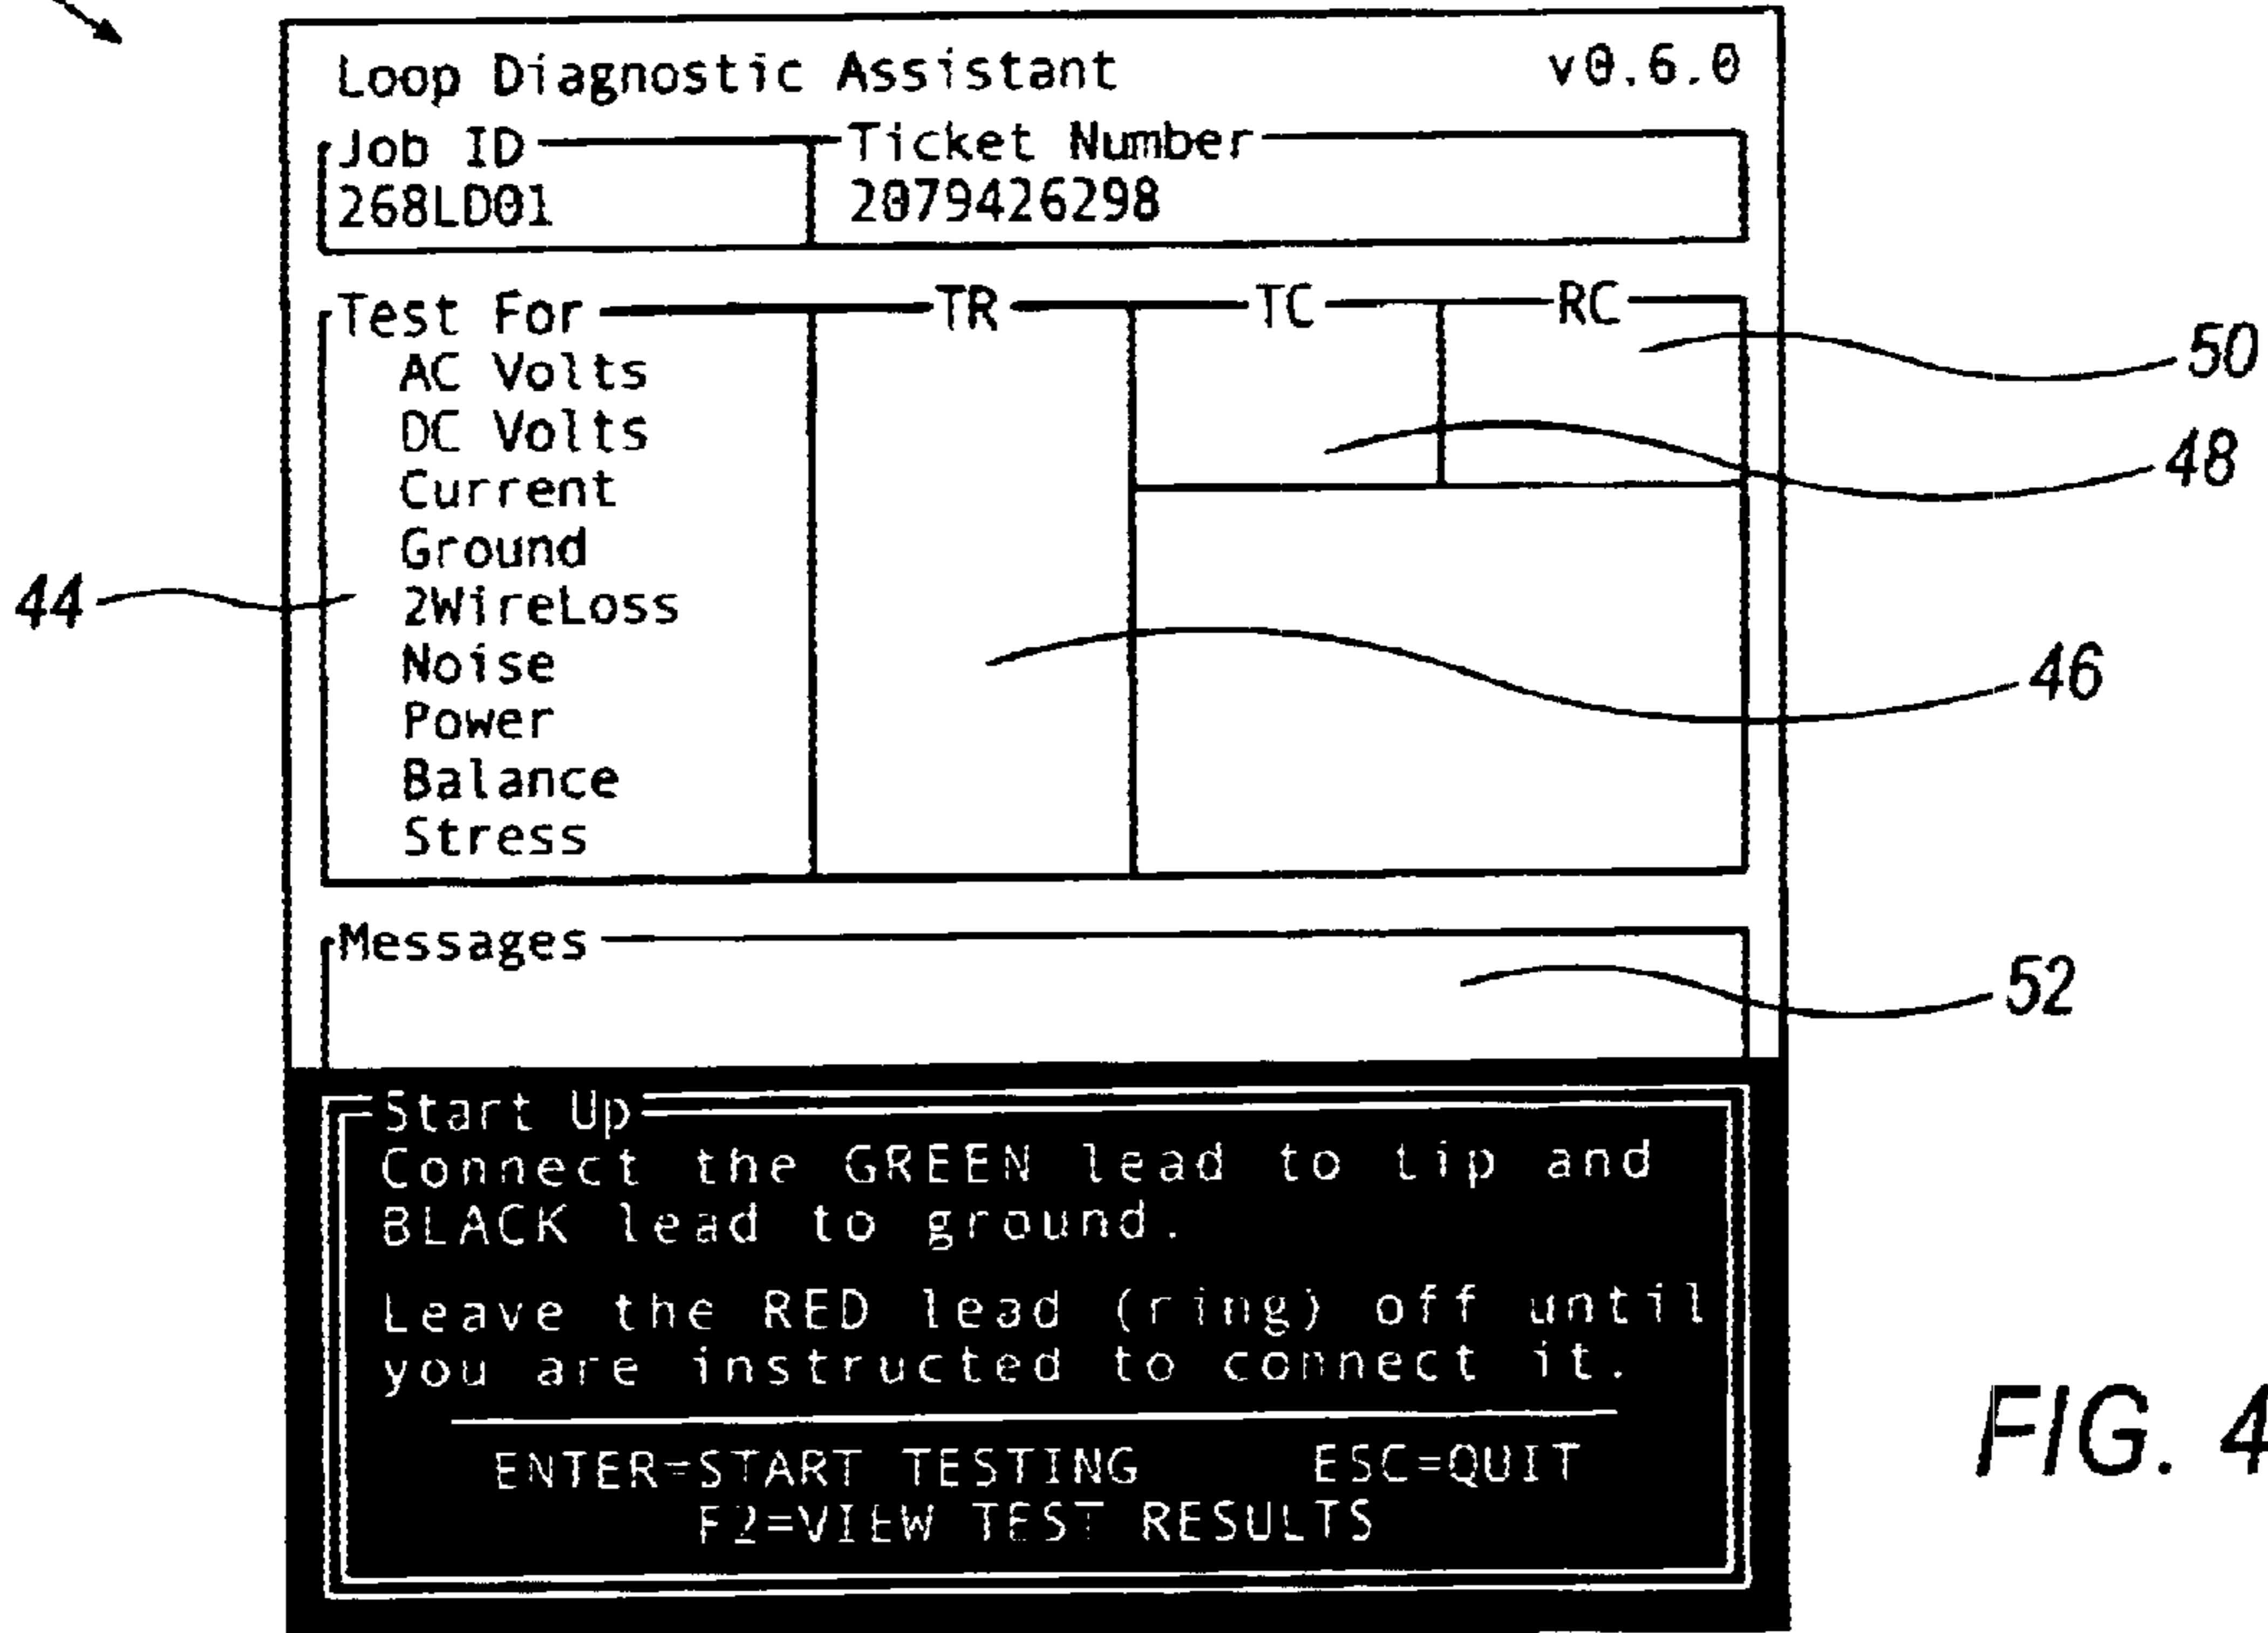 Loop Diagnostic Assistant v0.6.0
Job ID Ticket Number
268LD01 2079426298
Test For TR TC RC
AC Volts
DC Volts
Current
Ground
2WireLoss
Noise
Power
Balance
Stress
50
48
44
46
Messages
52
Start Up
Connect the GREEN lead to tip and
BLACK lead to ground.
Leave the RED lead (ring) off until
you are instructed to connect it.
ENTER=START TESTING ESC=QUIT
F2=VIEW TEST RESULTS
FIG. 4